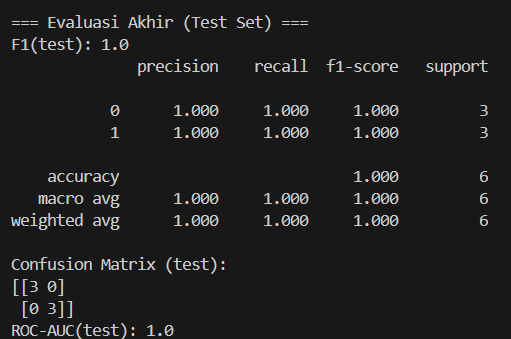 === Evaluasi Akhir (Test Set) ===
F1(test): 1.0
              precision    recall  f1-score   support

           0      1.000     1.000     1.000         3
           1      1.000     1.000     1.000         3

    accuracy                          1.000         6
   macro avg      1.000     1.000     1.000         6
weighted avg      1.000     1.000     1.000         6

Confusion Matrix (test):
[[3 0]
 [0 3]]
ROC-AUC(test): 1.0